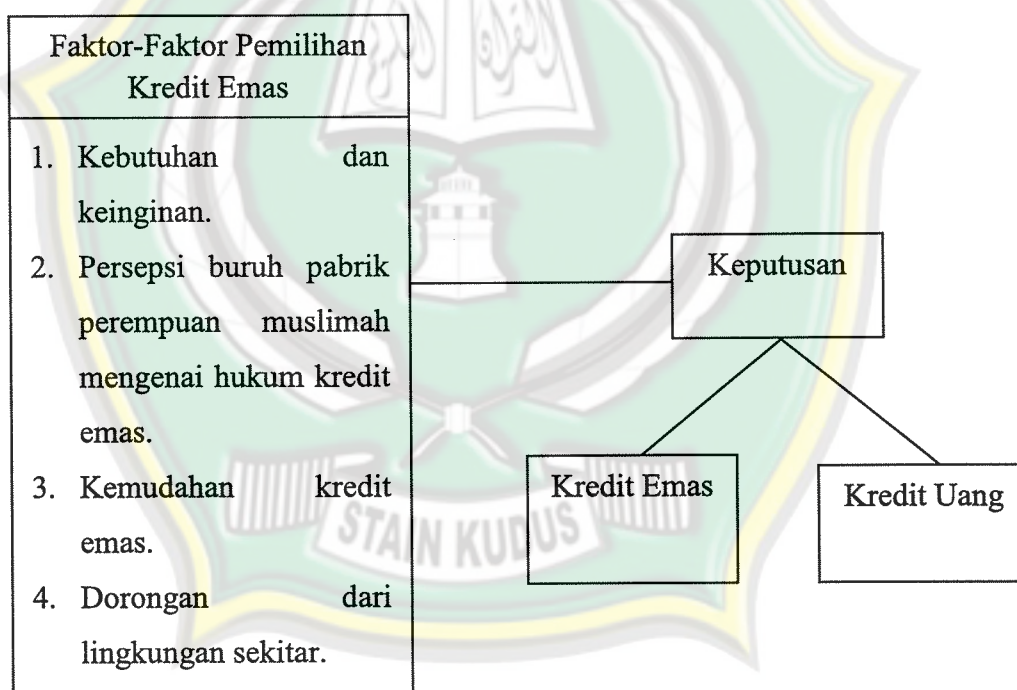 Faktor-Faktor Pemilihan
Kredit Emas
1. Kebutuhan dan
keinginan.
2. Persepsi buruh pabrik
perempuan muslimah
mengenai hukum kredit
emas.
3. Kemudahan kredit
emas.
4. Dorongan dari
lingkungan sekitar.
Keputusan
Kredit Emas
Kredit Uang
STAIN KUDUS